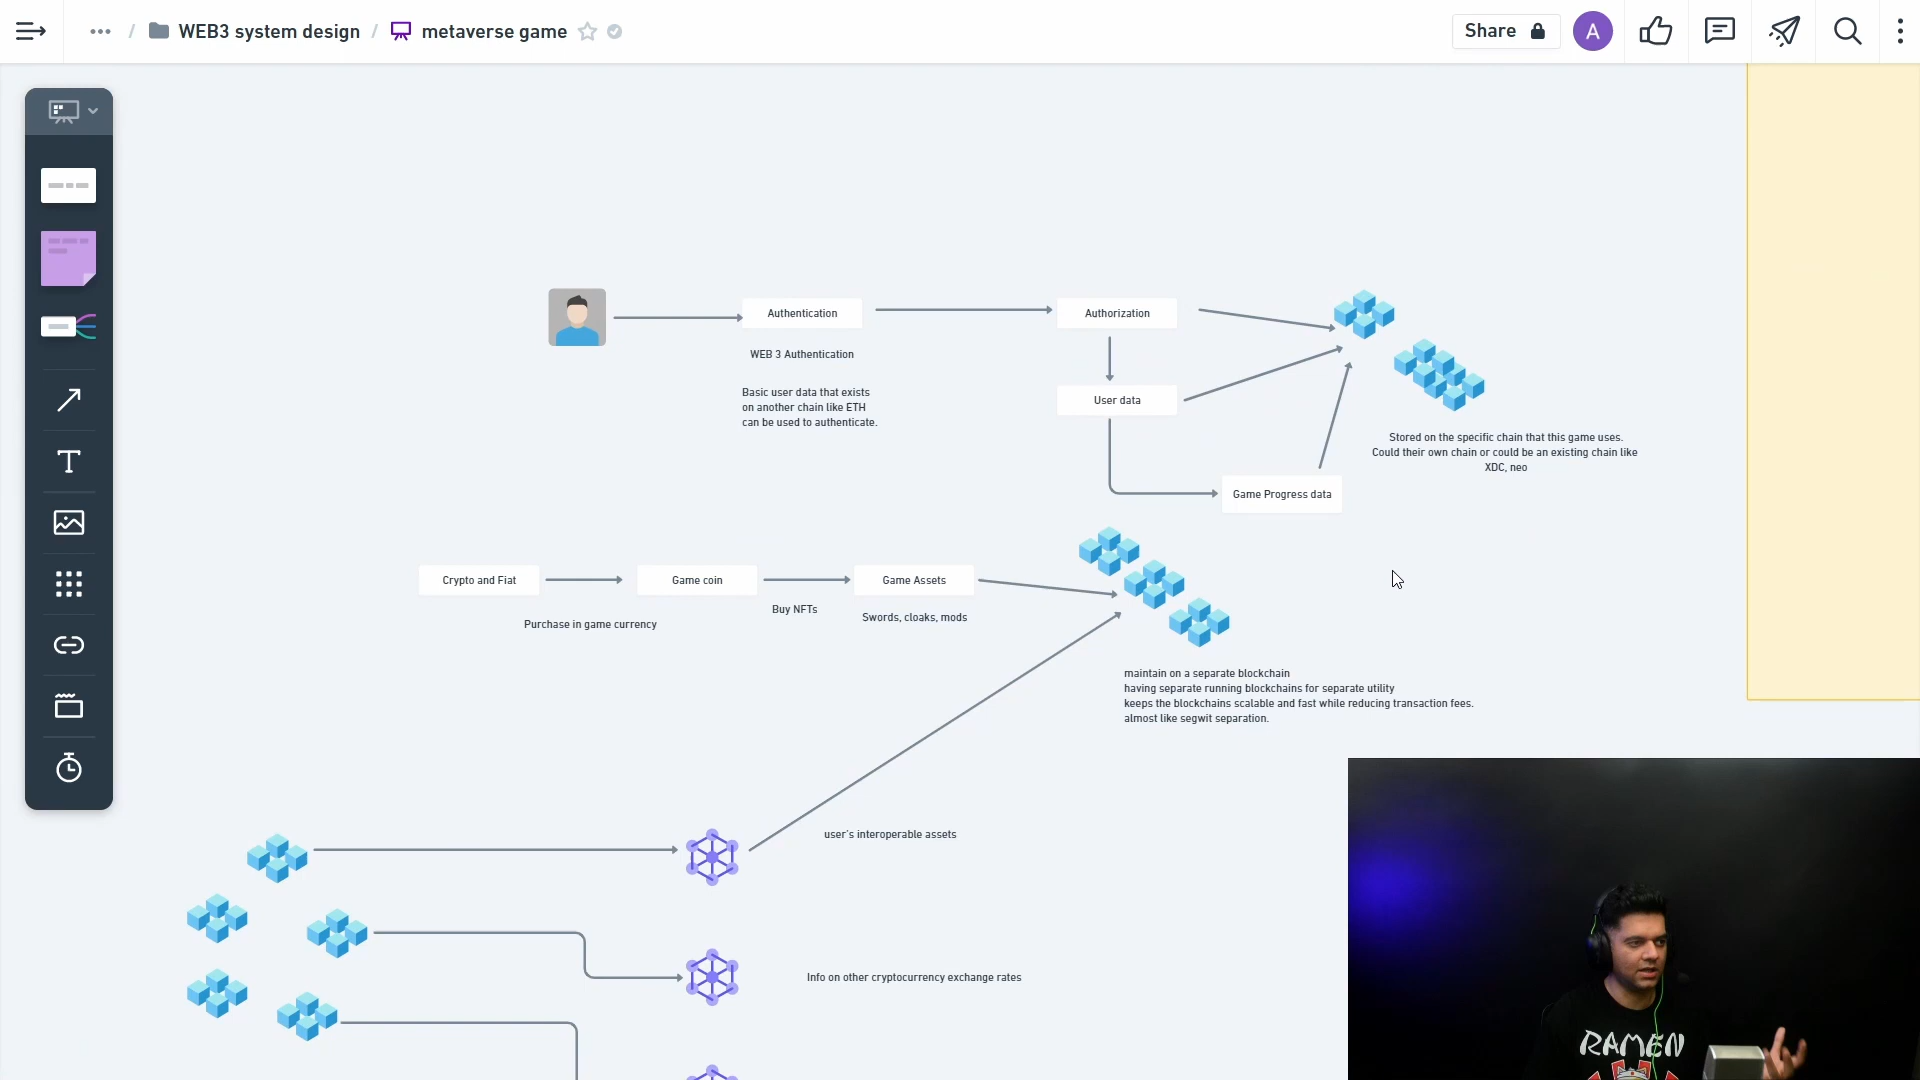 WEB3 system design / metaverse game
Share
A
Authentication
Authorization
WEB 3 Authentication
Basic user data that exists
on another chain like ETH
can be used to authenticate.
User data
Stored on the specific chain that this game uses.
Could their own chain or could be an existing chain like
XDC, neo
Game Progress data
Crypto and Fiat
Game coin
Game Assets
Purchase in game currency
Buy NFTs
Swords, cloaks, mods
maintain on a separate blockchain
having separate running blockchains for separate utility
keeps the blockchains scalable and fast while reducing transaction fees.
almost like segwit separation.
user's interoperable assets
Info on other cryptocurrency exchange rates
RAMEN